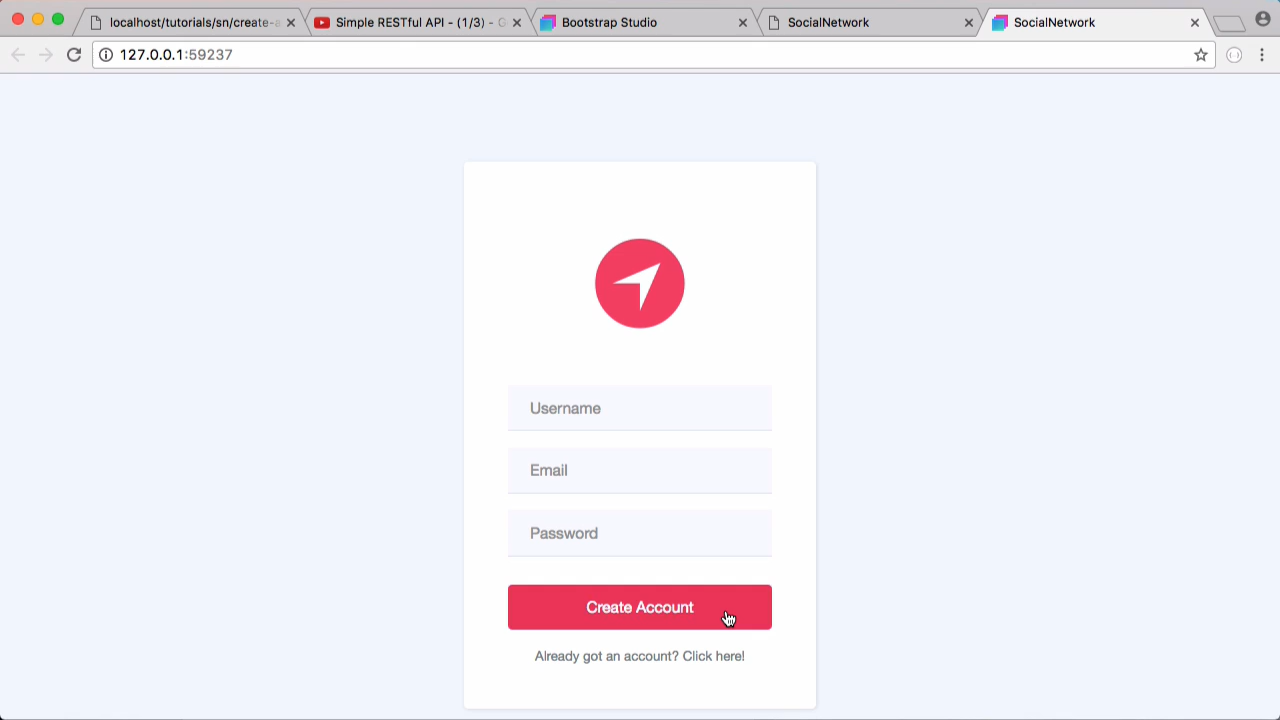 localhost/tutorials/sn/create-a
Simple RESTful API - (1/3) - G
Bootstrap Studio
SocialNetwork
SocialNetwork
127.0.0.1:59237
Username
Email
Password
Create Account
Already got an account? Click here!